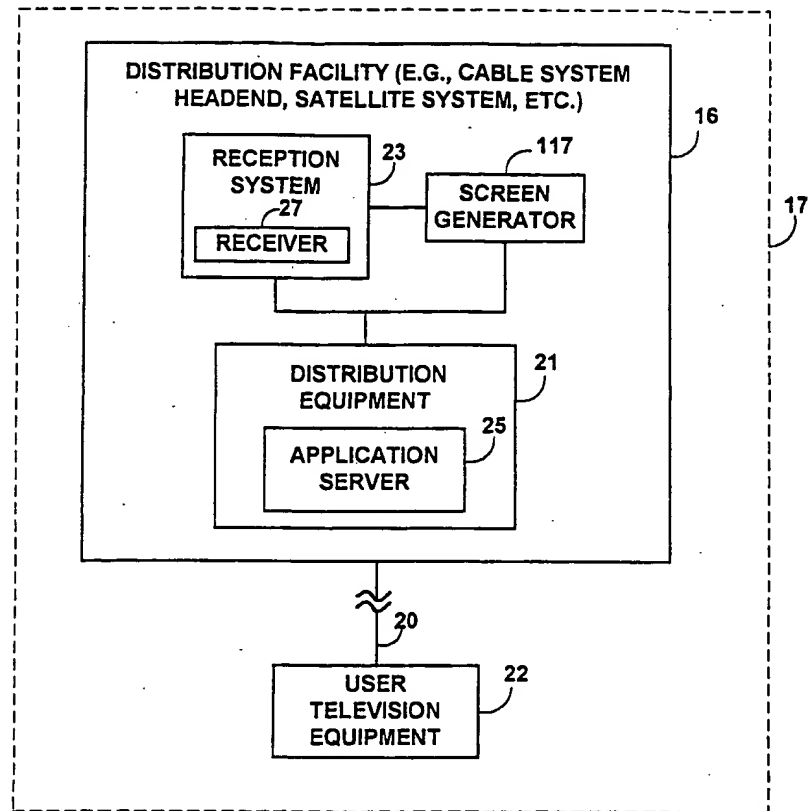 DISTRIBUTION FACILITY (E.G., CABLE SYSTEM
HEADEND, SATELLITE SYSTEM, ETC.)
16
RECEPTION
SYSTEM
23
27
RECEIVER
117
SCREEN
GENERATOR
17
DISTRIBUTION
EQUIPMENT
21
25
APPLICATION
SERVER
20
USER
TELEVISION
EQUIPMENT
22